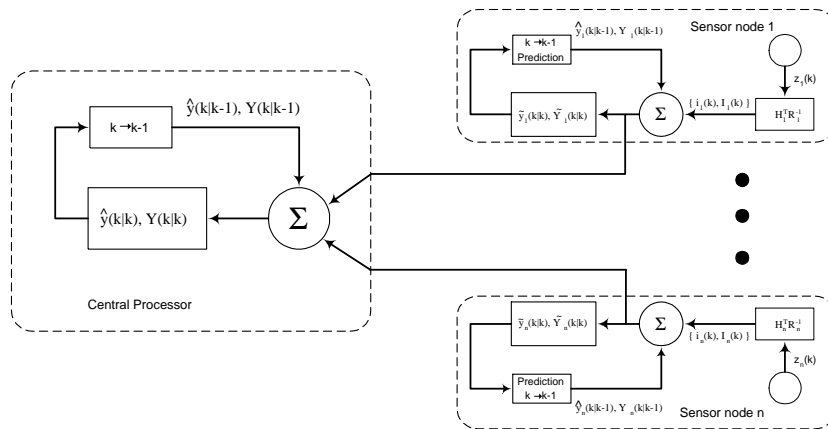 Sensor node 1
ŷ₁(k|k-1), Y₁(k|k-1)
k→k-1
Prediction
z₁(k)
{ i₁(k), I₁(k) }
ỹ₁(k|k), Ỹ₁(k|k)
Σ
H₁ᵀR₁⁻¹
ŷ(k|k-1), Y(k|k-1)
k→k-1
Σ
ŷ(k|k), Y(k|k)
Central Processor
ỹₙ(k|k), Ỹₙ(k|k)
Σ
{ iₙ(k), Iₙ(k) }
HₙᵀRₙ⁻¹
zₙ(k)
Prediction
k→k-1
ŷₙ(k|k-1), Yₙ(k|k-1)
Sensor node n